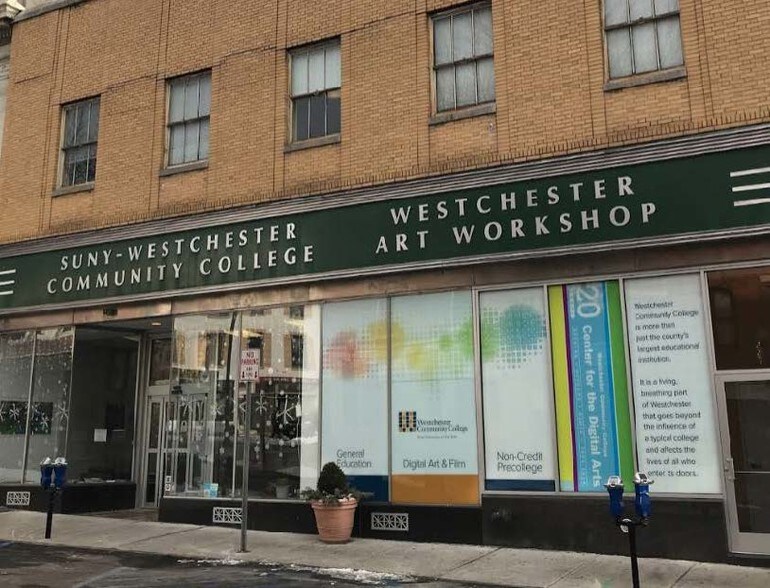 SUNY-WESTCHESTER
COMMUNITY COLLEGE
WESTCHESTER
ART WORKSHOP
NO
PARKING
General
Education
Westchester
Community College
Digital Art & Film
Non-Credit
Precollege
20
Center for the Digital Arts
Westchester Community College
Westchester
Community College
is more than
just the county's
largest educational
institution.
It is a living,
breathing part
of Westchester
that goes beyond
the influence of
a typical college
and affects the
lives of all who
enter its doors.